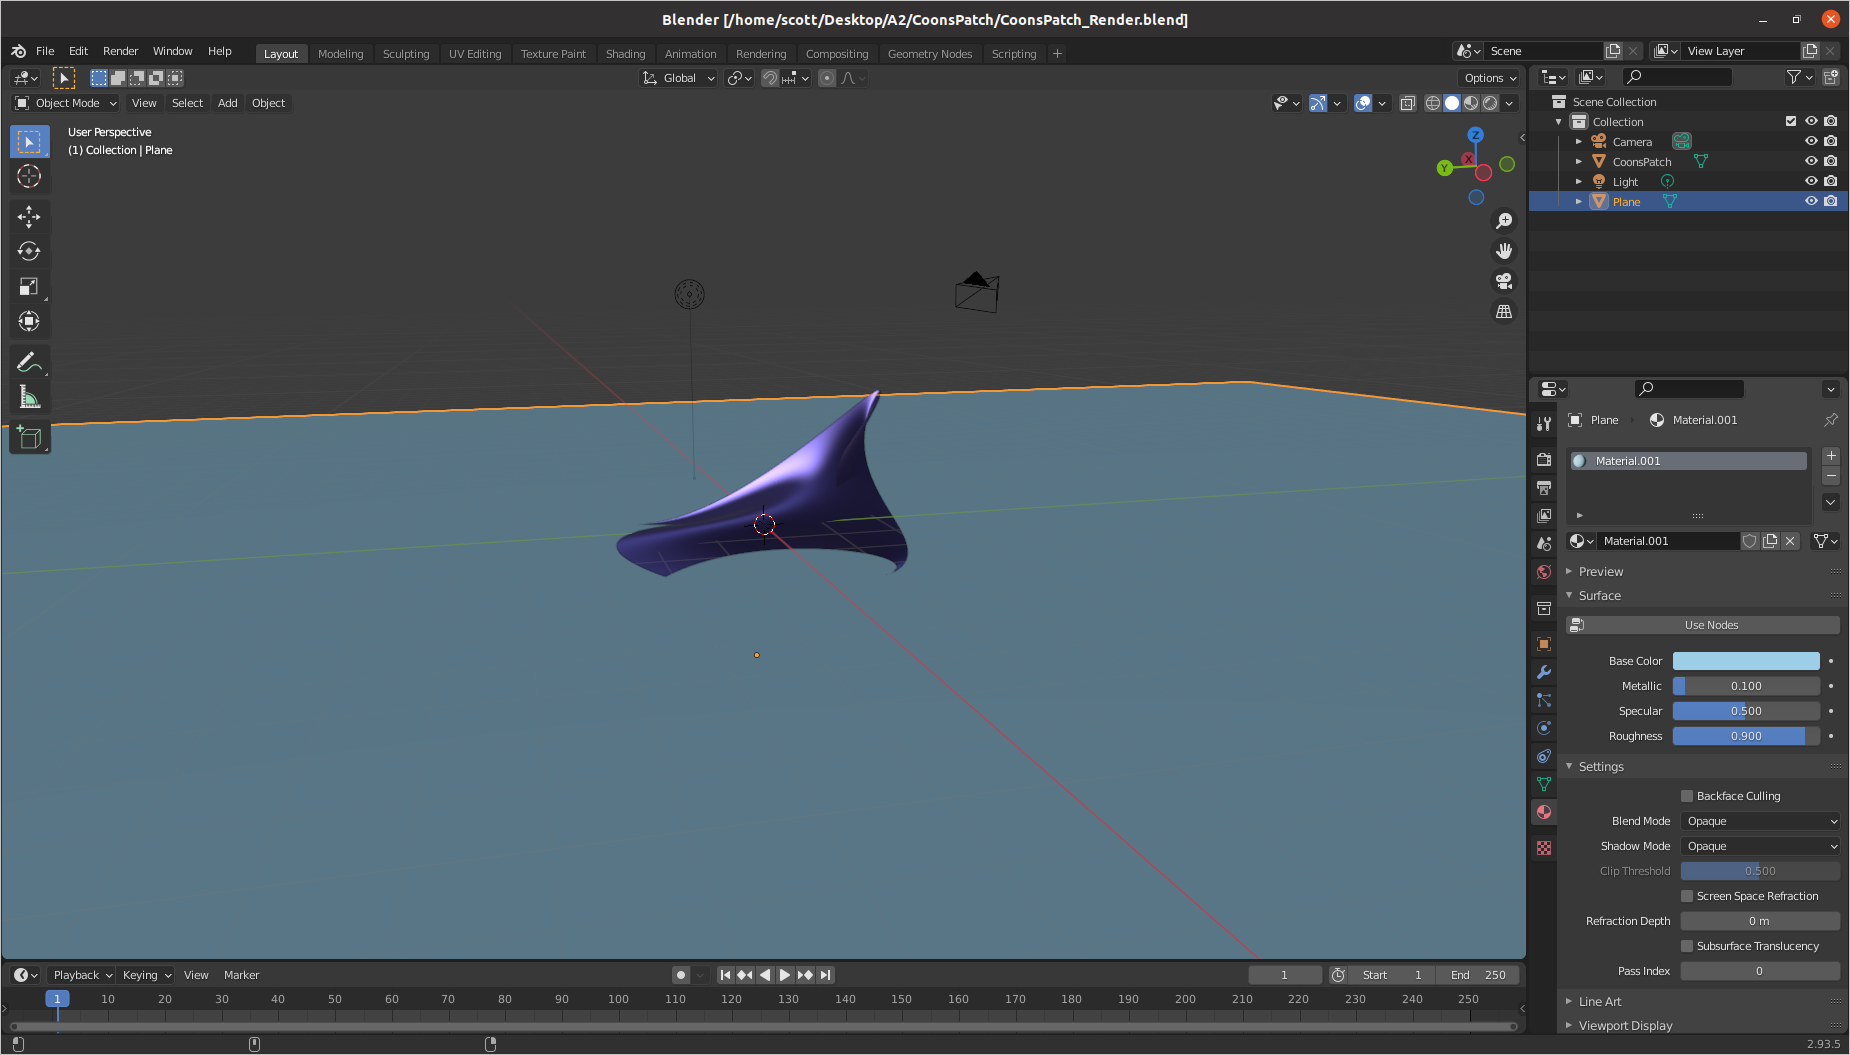 Blender [/home/scott/Desktop/A2/CoonsPatch/CoonsPatch_Render.blend]
File Edit Render Window Help Layout Modeling Sculpting UV Editing Texture Paint Shading Animation Rendering Compositing Geometry Nodes Scripting + Scene View Layer
Global Options
Object Mode View Select Add Object
User Perspective
(1) Collection | Plane
Z
X
Y
Scene Collection
Collection
Camera
CoonsPatch
Light
Plane
Plane Material.001
Material.001
Material.001
Preview
Surface
Use Nodes
Base Color
Metallic 0.100
Specular 0.500
Roughness 0.900
Settings
Backface Culling
Blend Mode Opaque
Shadow Mode Opaque
Clip Threshold 0.500
Screen Space Refraction
Refraction Depth 0 m
Subsurface Translucency
Pass Index 0
Line Art
Viewport Display
Playback Keying View Marker 1 Start 1 End 250
1 10 20 30 40 50 60 70 80 90 100 110 120 130 140 150 160 170 180 190 200 210 220 230 240 250
2.93.5